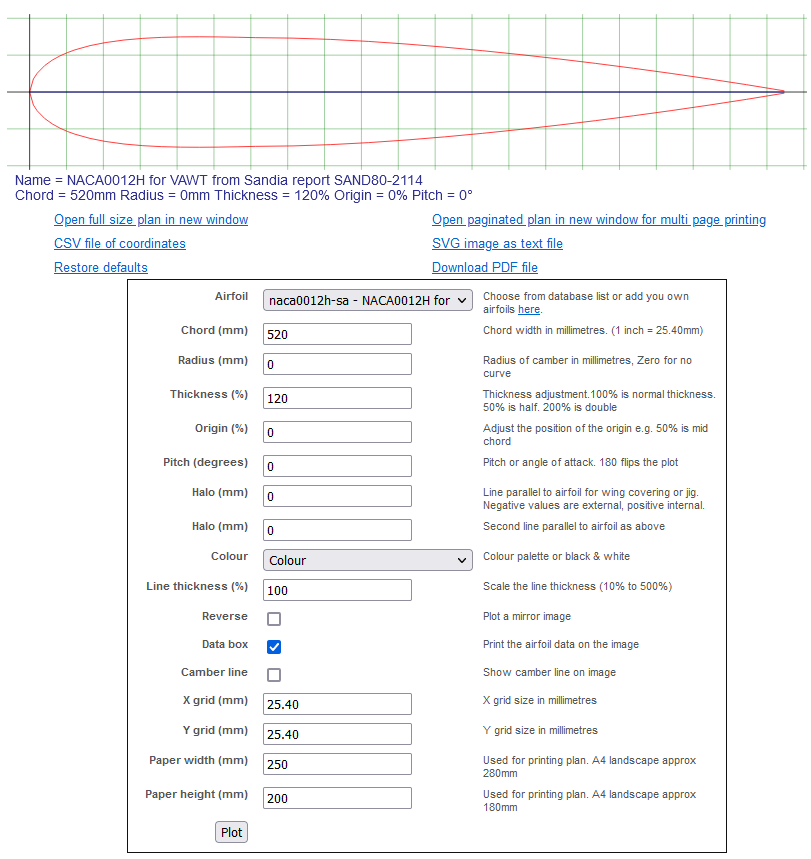 Name = NACA0012H for VAWT from Sandia report SAND80-2114
Chord = 520mm Radius = 0mm Thickness = 120% Origin = 0% Pitch = 0°
Open full size plan in new window
Open paginated plan in new window for multi page printing
CSV file of coordinates
SVG image as text file
Restore defaults
Download PDF file
Airfoil
naca0012h-sa - NACA0012H for
Choose from database list or add you own
airfoils here.
Chord (mm)
520
Chord width in millimetres. (1 inch = 25.40mm)
Radius (mm)
0
Radius of camber in millimetres, Zero for no
curve
Thickness (%)
120
Thickness adjustment.100% is normal thickness.
50% is half. 200% is double
Origin (%)
0
Adjust the position of the origin e.g. 50% is mid
chord
Pitch (degrees)
0
Pitch or angle of attack. 180 flips the plot
Halo (mm)
0
Line parallel to airfoil for wing covering or jig.
Negative values are external, positive internal.
Halo (mm)
0
Second line parallel to airfoil as above
Colour
Colour
Colour palette or black & white
Line thickness (%)
100
Scale the line thickness (10% to 500%)
Reverse
Plot a mirror image
Data box
Print the airfoil data on the image
Camber line
Show camber line on image
X grid (mm)
25.40
X grid size in millimetres
Y grid (mm)
25.40
Y grid size in millimetres
Paper width (mm)
250
Used for printing plan. A4 landscape approx
280mm
Paper height (mm)
200
Used for printing plan. A4 landscape approx
180mm
Plot